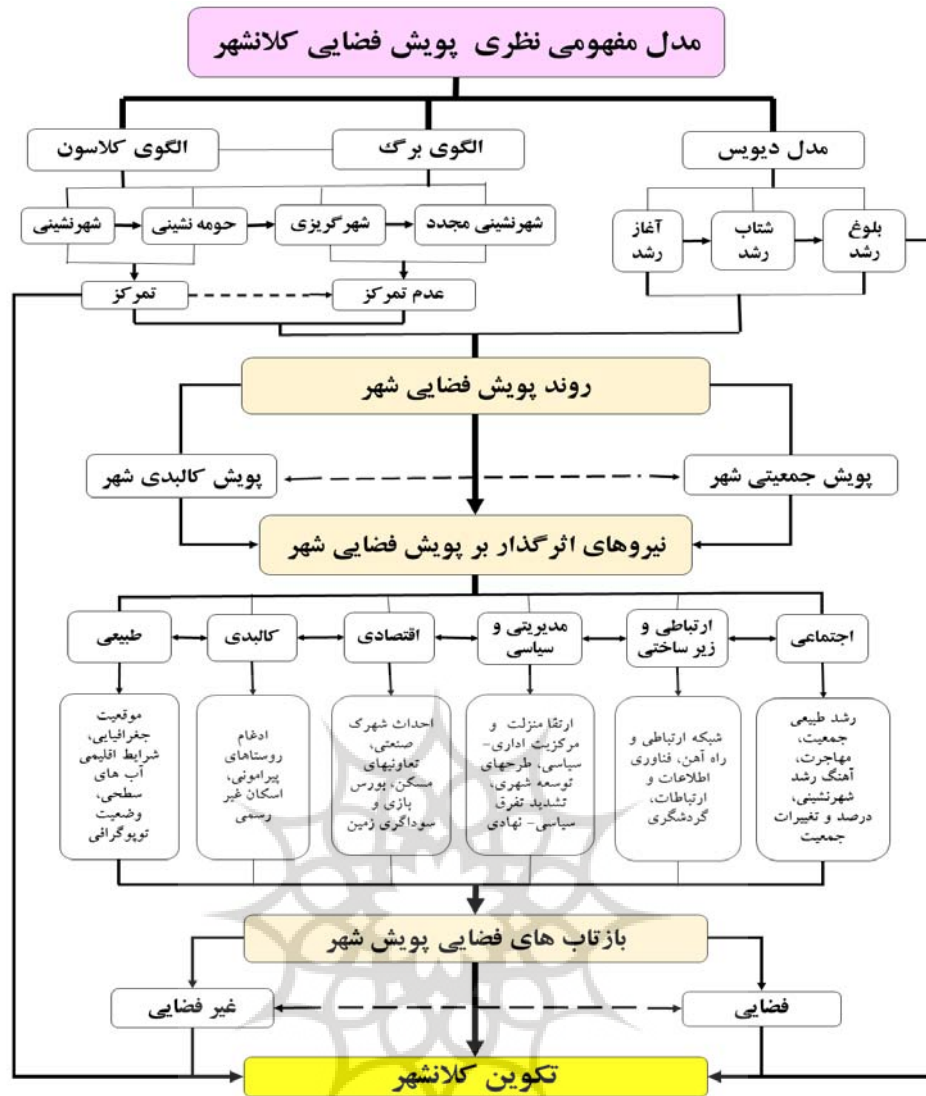 مدل مفهومی نظری پویش فضایی کلانشهر
مدل دیویس
الگوی برگ
الگوی کلاسون
بلوغ
رشد
شتاب
رشد
آغاز
رشد
شهرنشینی مجدد
شهرگریزی
حومه نشینی
شهرنشینی
عدم تمرکز
تمرکز
روند پویش فضایی شهر
پویش جمعیتی شهر
پویش کالبدی شهر
نیروهای اثرگذار بر پویش فضایی شهر
اجتماعی
ارتباطی و
زیر ساختی
مدیریتی و
سیاسی
اقتصادی
کالبدی
طبیعی
رشد طبیعی
جمعیت،
مهاجرت،
آهنگ رشد
شهرنشینی،
درصد و تغییرات
جمعیت
شبکه ارتباطی و
راه آهن، فناوری
اطلاعات و
ارتباطات،
گردشگری
ارتقا منزلت و
مرکزیت اداری-
سیاسی، طرحهای
توسعه شهری،
تشدید تفرق
سیاسی- نهادی
احداث شهرک
صنعتی،
تعاونیهای
مسکن، بورس
بازی و
سوداگری زمین
ادغام
روستاهای
پیرامونی،
اسکان غیر
رسمی
موقعیت
جغرافیایی،
شرایط اقلیمی
آب های
سطحی،
وضعیت
توپوگرافی
بازتاب های فضایی پویش شهر
فضایی
غیر فضایی
تکوین کلانشهر